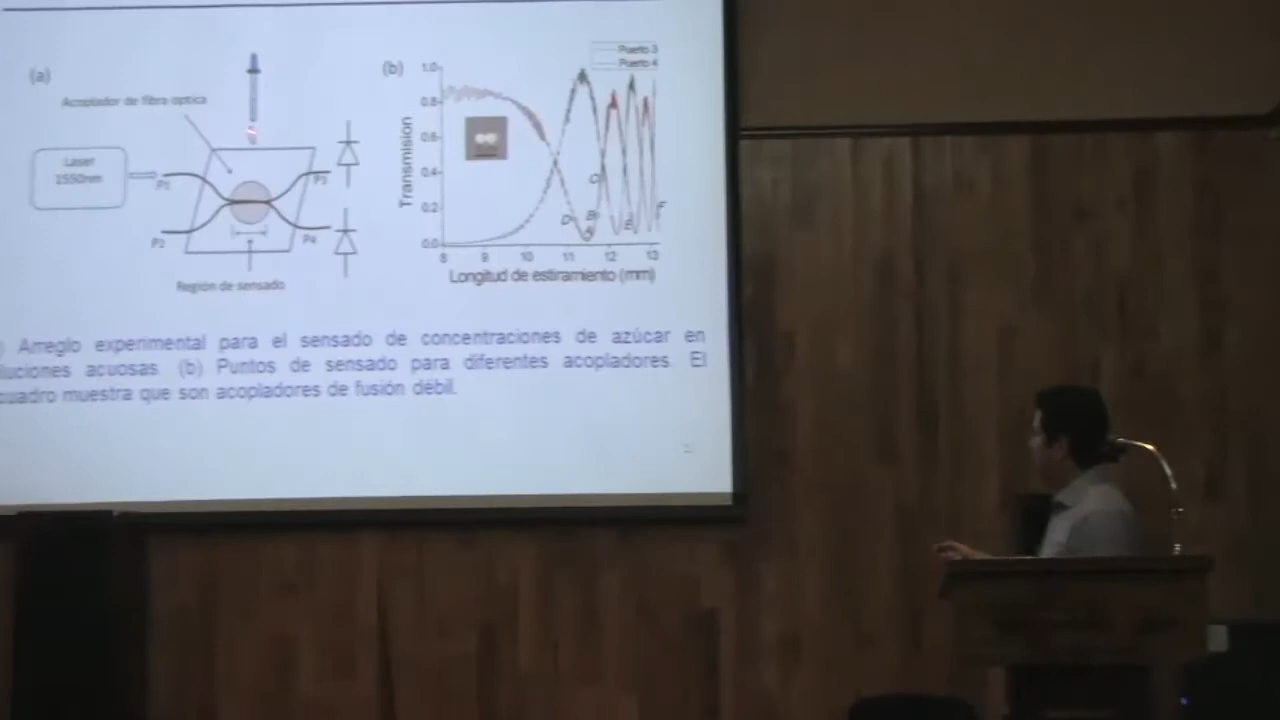 (a)
Acoplador de fibra óptica
Laser
1550nm
P1
P2
P3
P4
Región de sensado
(b)
Puerto 3
Puerto 4
Transmision
1.0
0.8
0.6
0.4
0.2
0.0
C
D
B
E
F
8
9
10
11
12
13
Longitud de estiramiento (mm)
) Arreglo experimental para el sensado de concentraciones de azúcar en
luciones acuosas. (b) Puntos de sensado para diferentes acopladores. El
cuadro muestra que son acopladores de fusión débil.